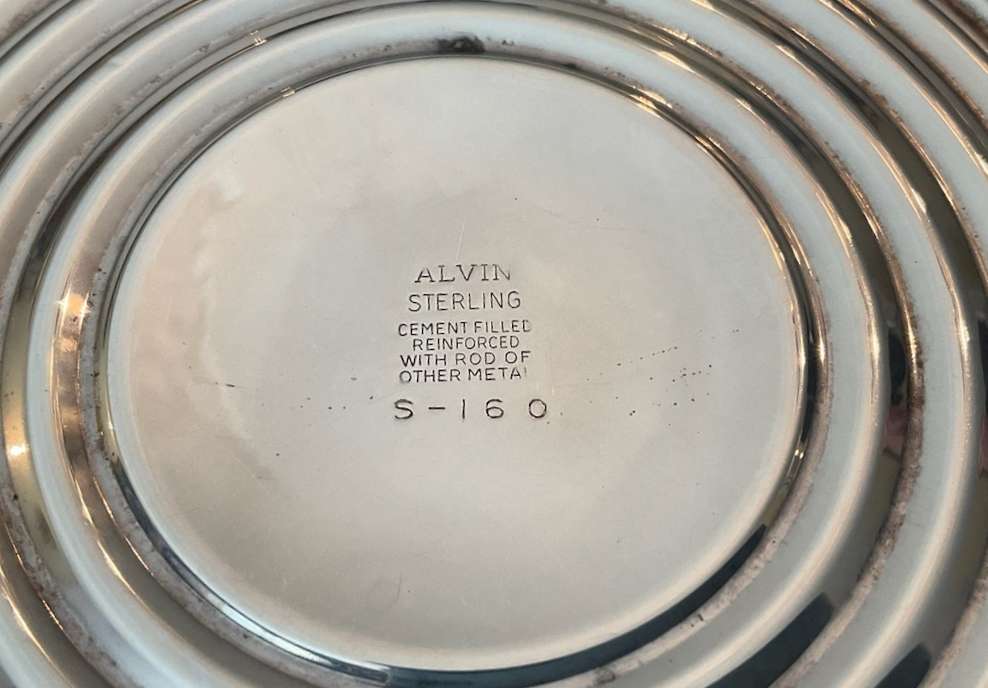 ALVIN
STERLING
CEMENT FILLED
REINFORCED
WITH ROD OF
OTHER METAL
S-160